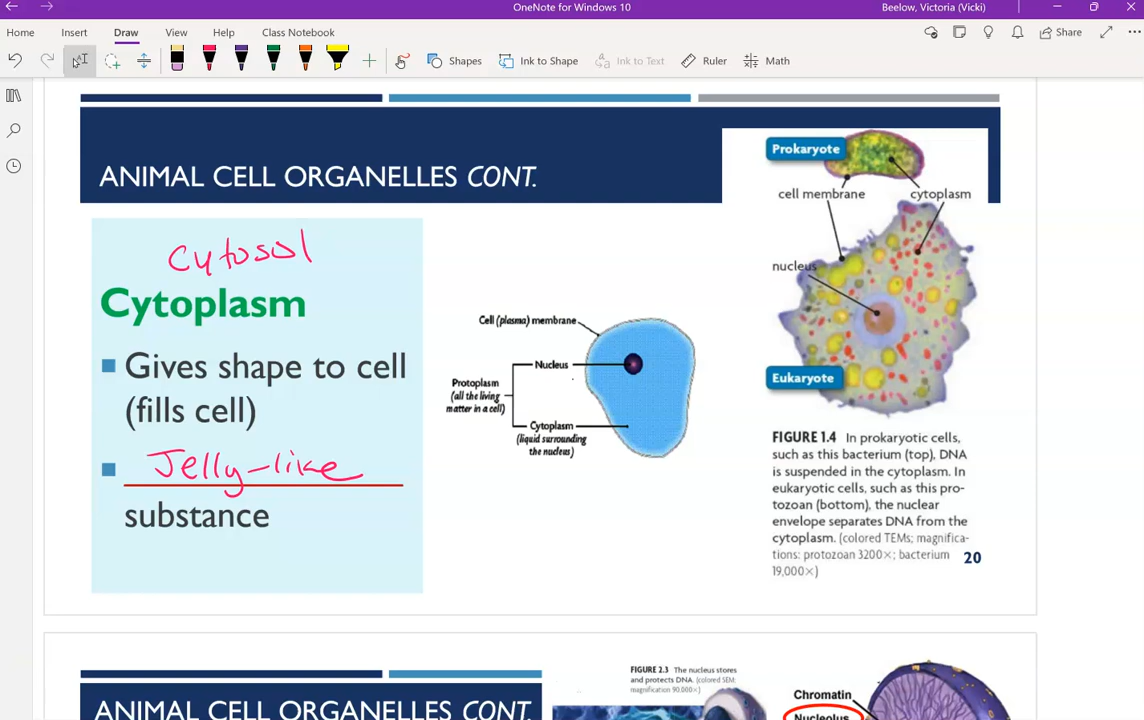 OneNote for Windows 10
Beelow, Victoria (Vicki)
Home Insert Draw View Help Class Notebook
Share
Shapes Ink to Shape Ink to Text Ruler Math
ANIMAL CELL ORGANELLES CONT.
Cytosol
Cytoplasm
Gives shape to cell
(fills cell)
Jelly-like
substance
Cell (plasma) membrane
Nucleus
Protoplasm
(all the living
matter in a cell)
Cytoplasm
(liquid surrounding
the nucleus)
Prokaryote
cell membrane
cytoplasm
nucleus
Eukaryote
FIGURE 1.4 In prokaryotic cells,
such as this bacterium (top), DNA
is suspended in the cytoplasm. In
eukaryotic cells, such as this pro-
tozoan (bottom), the nuclear
envelope separates DNA from the
cytoplasm. (colored TEMs; magnifica-
tions: protozoan 3200×; bacterium
19,000×)
20
ANIMAL CELL ORGANELLES CONT.
FIGURE 2.3 The nucleus stores
and protects DNA. (colored SEM;
magnification 90,000×)
Chromatin
Nucleolus